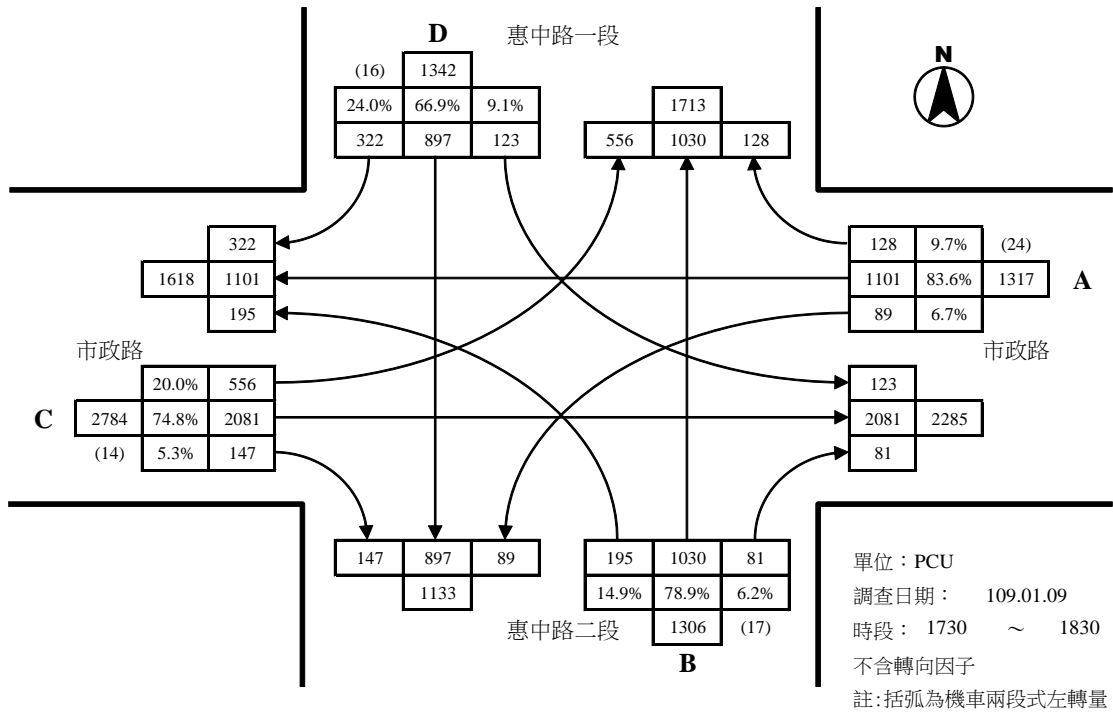 D 惠中路一段
N
(16) 1342
24.0% 66.9% 9.1%
322 897 123
1713
556 1030 128
322
1618 1101
195
128 9.7% (24)
1101 83.6% 1317 A
89 6.7%
市政路
市政路
20.0% 556
C 2784 74.8% 2081
(14) 5.3% 147
123
2081 2285
81
147 897 89
1133
惠中路二段
195 1030 81
14.9% 78.9% 6.2%
1306 (17)
B
單位：PCU
調查日期： 109.01.09
時段： 1730 ～ 1830
不含轉向因子
註:括弧為機車兩段式左轉量